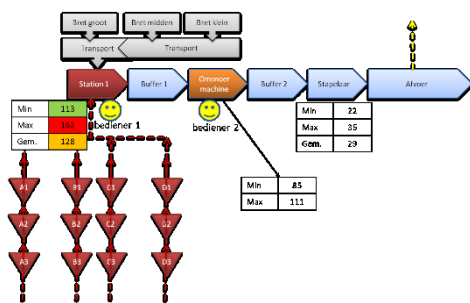 Bret groot
Bret midden
Bret klein
Transport
Transport
Station 1
Buffer 1
Omsnoer
machine
Buffer 2
Stapelaar
Afvoer
bediener 1
bediener 2
Min 113
Max 162
Gem. 128
Min 22
Max 35
Gem. 29
Min 85
Max 111
A1 B1 C1 D1
A2 B2 C2 D2
A3 B3 C3 D3